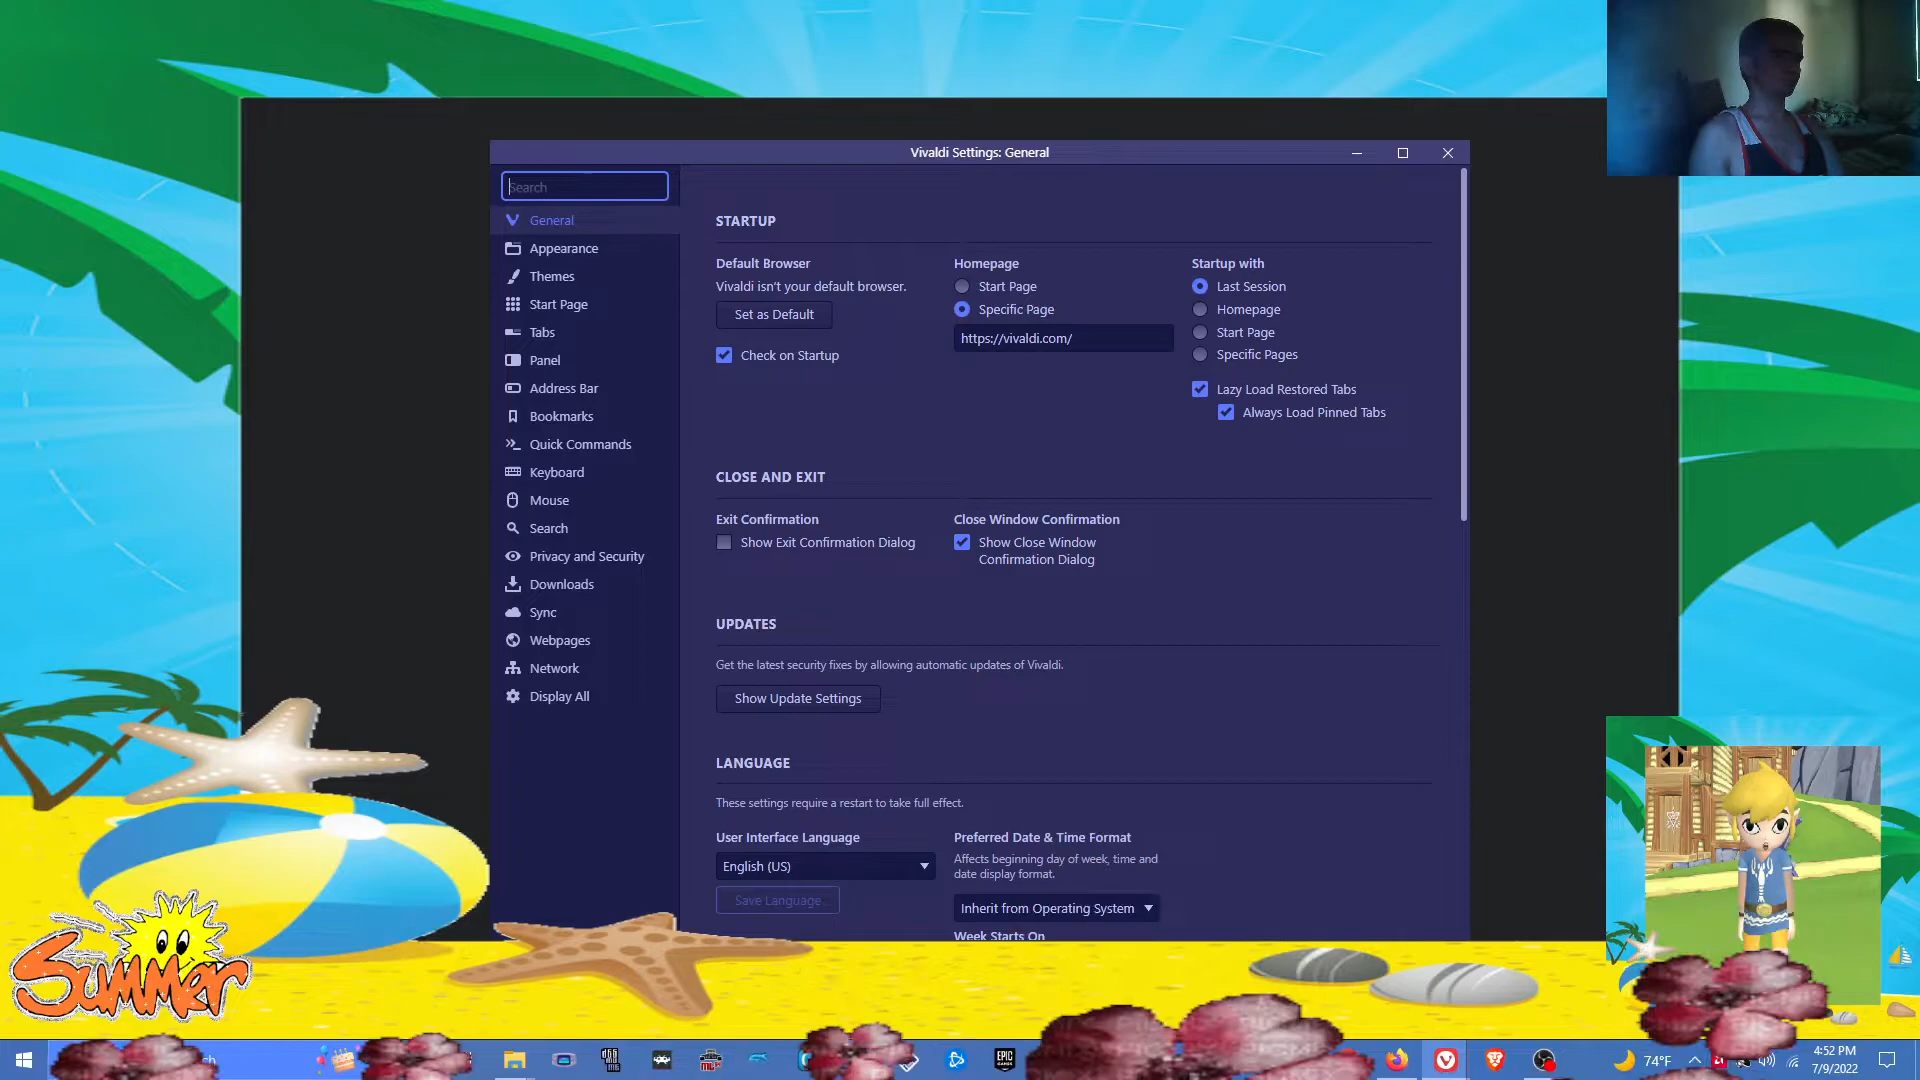 Vivaldi Settings: General
Search
General
Appearance
Themes
Start Page
Tabs
Panel
Address Bar
Bookmarks
Quick Commands
Keyboard
Mouse
Search
Privacy and Security
Downloads
Sync
Webpages
Network
Display All
STARTUP
Default Browser
Vivaldi isn't your default browser.
Set as Default
Check on Startup
Homepage
Start Page
Specific Page
https://vivaldi.com/
Startup with
Last Session
Homepage
Start Page
Specific Pages
Lazy Load Restored Tabs
Always Load Pinned Tabs
CLOSE AND EXIT
Exit Confirmation
Show Exit Confirmation Dialog
Close Window Confirmation
Show Close Window
Confirmation Dialog
UPDATES
Get the latest security fixes by allowing automatic updates of Vivaldi.
Show Update Settings
LANGUAGE
These settings require a restart to take full effect.
User Interface Language
English (US)
Save Language
Preferred Date & Time Format
Affects beginning day of week, time and
date display format.
Inherit from Operating System
Week Starts On
Summer
EPIC
GAMES
74°F
4:52 PM
7/9/2022